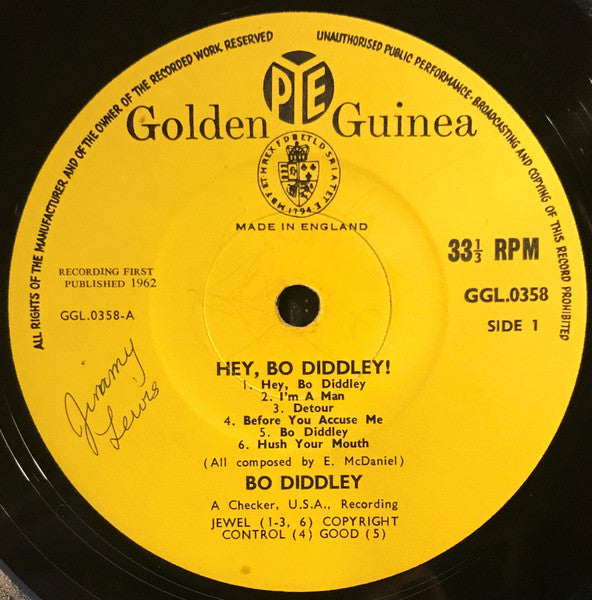 ALL RIGHTS OF THE MANUFACTURER AND OF THE OWNER OF THE RECORDED WORK RESERVED
UNAUTHORISED PUBLIC PERFORMANCE · BROADCASTING AND COPYING OF THIS RECORD PROHIBITED
PYE
Golden Guinea
1794
MADE IN ENGLAND
33⅓ RPM
RECORDING FIRST
PUBLISHED 1962
GGL.0358
GGL.0358-A
SIDE 1
Jimmy
Lewis
HEY, BO DIDDLEY!
1. Hey, Bo Diddley
2. I'm A Man
3. Detour
4. Before You Accuse Me
5. Bo Diddley
6. Hush Your Mouth
(All composed by E. McDaniel)
BO DIDDLEY
A Checker, U.S.A., Recording
JEWEL (1-3, 6) COPYRIGHT
CONTROL (4) GOOD (5)